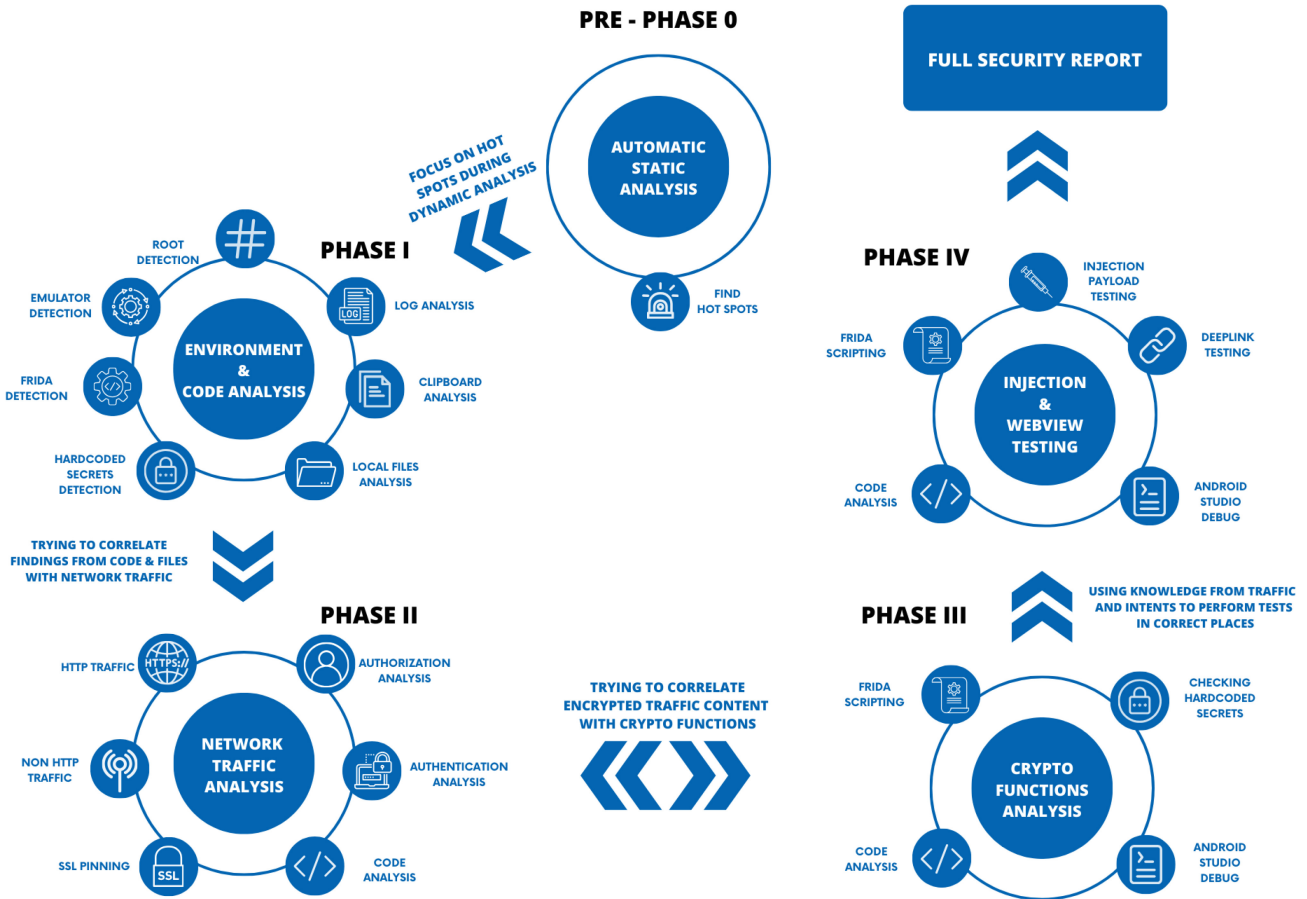 PRE - PHASE 0
AUTOMATIC
STATIC
ANALYSIS
FIND
HOT SPOTS
FOCUS ON HOT
SPOTS DURING
DYNAMIC ANALYSIS
PHASE I
ENVIRONMENT
&
CODE ANALYSIS
ROOT
DETECTION
EMULATOR
DETECTION
FRIDA
DETECTION
HARDCODED
SECRETS
DETECTION
LOG
LOG ANALYSIS
CLIPBOARD
ANALYSIS
LOCAL FILES
ANALYSIS
TRYING TO CORRELATE
FINDINGS FROM CODE & FILES
WITH NETWORK TRAFFIC
PHASE II
NETWORK
TRAFFIC
ANALYSIS
HTTP TRAFFIC
HTTPS://
NON HTTP
TRAFFIC
SSL PINNING
SSL
AUTHORIZATION
ANALYSIS
AUTHENTICATION
ANALYSIS
</>
CODE
ANALYSIS
TRYING TO CORRELATE
ENCRYPTED TRAFFIC CONTENT
WITH CRYPTO FUNCTIONS
PHASE III
CRYPTO
FUNCTIONS
ANALYSIS
FRIDA
SCRIPTING
CHECKING
HARDCODED
SECRETS
CODE
ANALYSIS
</>
ANDROID
STUDIO
DEBUG
USING KNOWLEDGE FROM TRAFFIC
AND INTENTS TO PERFORM TESTS
IN CORRECT PLACES
PHASE IV
INJECTION
&
WEBVIEW
TESTING
INJECTION
PAYLOAD
TESTING
FRIDA
SCRIPTING
DEEPLINK
TESTING
CODE
ANALYSIS
</>
ANDROID
STUDIO
DEBUG
FULL SECURITY REPORT